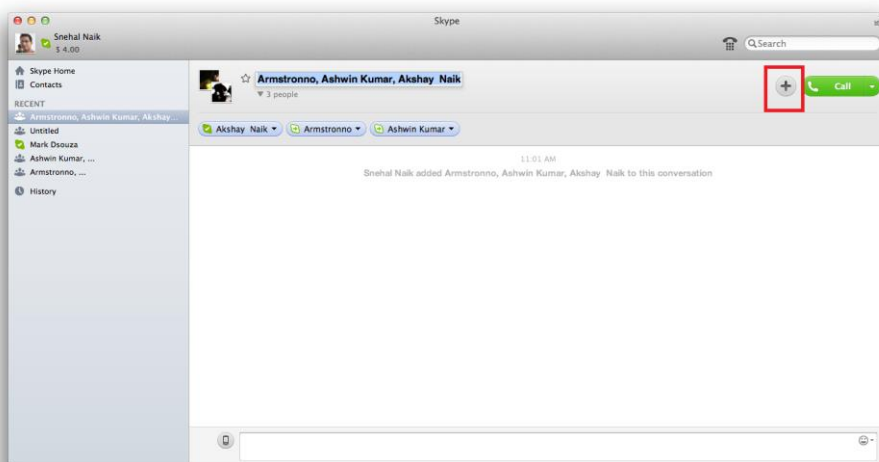 Skype
Snehal Naik
$ 4.00
Search
Skype Home
Contacts
RECENT
Armstronno, Ashwin Kumar, Akshay...
Untitled
Mark Dsouza
Ashwin Kumar, ...
Armstronno, ...
History
Armstronno, Ashwin Kumar, Akshay Naik
3 people
Call
Akshay Naik
Armstronno
Ashwin Kumar
11:01 AM
Snehal Naik added Armstronno, Ashwin Kumar, Akshay Naik to this conversation